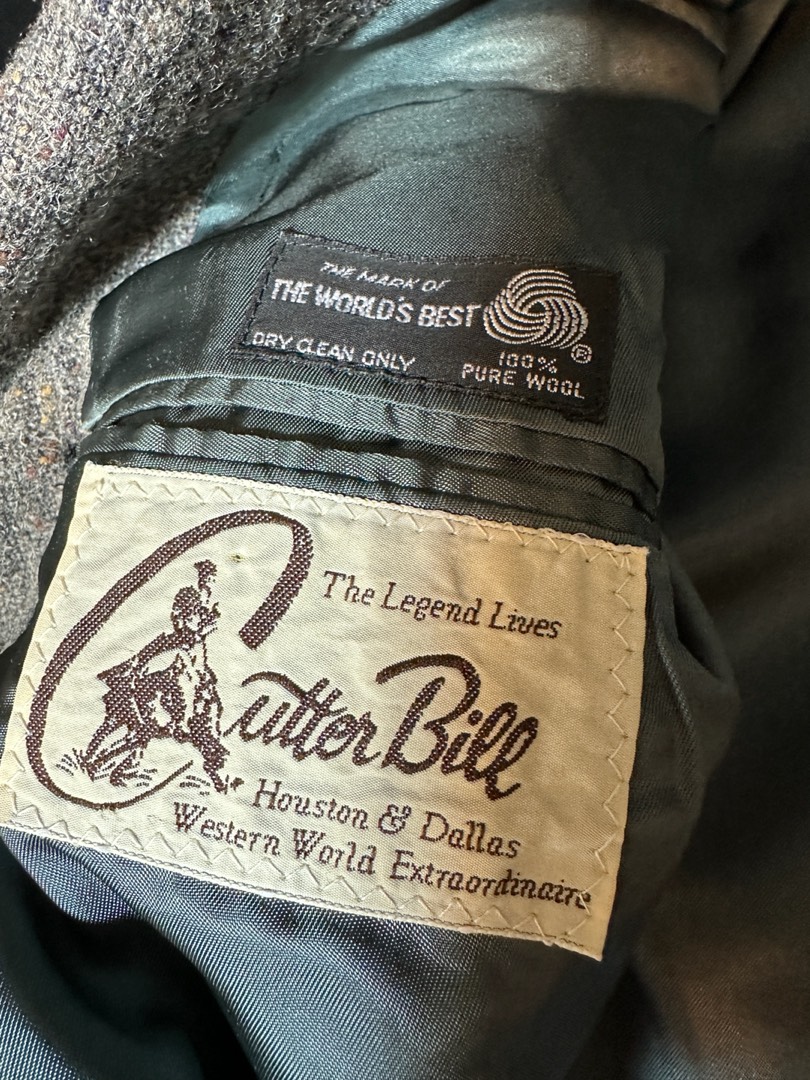 THE MARK OF
THE WORLD'S BEST
DRY CLEAN ONLY
®
100%
PURE WOOL
The Legend Lives
Cutter Bill
Houston & Dallas
Western World Extraordinaire